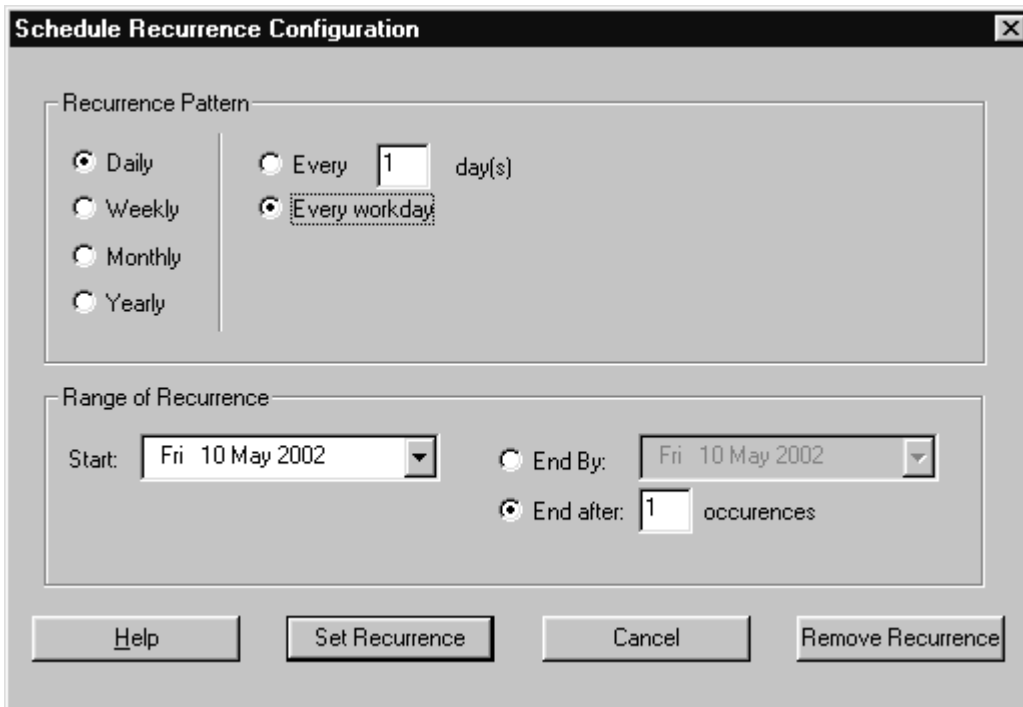 Schedule Recurrence Configuration
Recurrence Pattern
Daily
Every 1 day(s)
Weekly
Every workday
Monthly
Yearly
Range of Recurrence
Start: Fri 10 May 2002
End By: Fri 10 May 2002
End after: 1 occurences
Help Set Recurrence Cancel Remove Recurrence